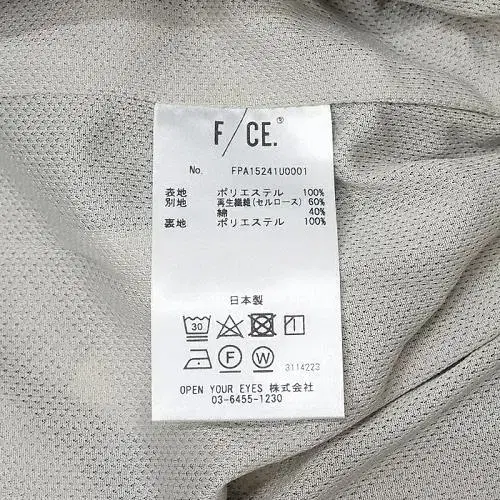 F/CE.®
No. FPA15241U0001
表地 ポリエステル 100%
別地 再生繊維(セルロース) 60%
綿 40%
裏地 ポリエステル 100%
日本製
30
F W
3114223
OPEN YOUR EYES 株式会社
03-6455-1230